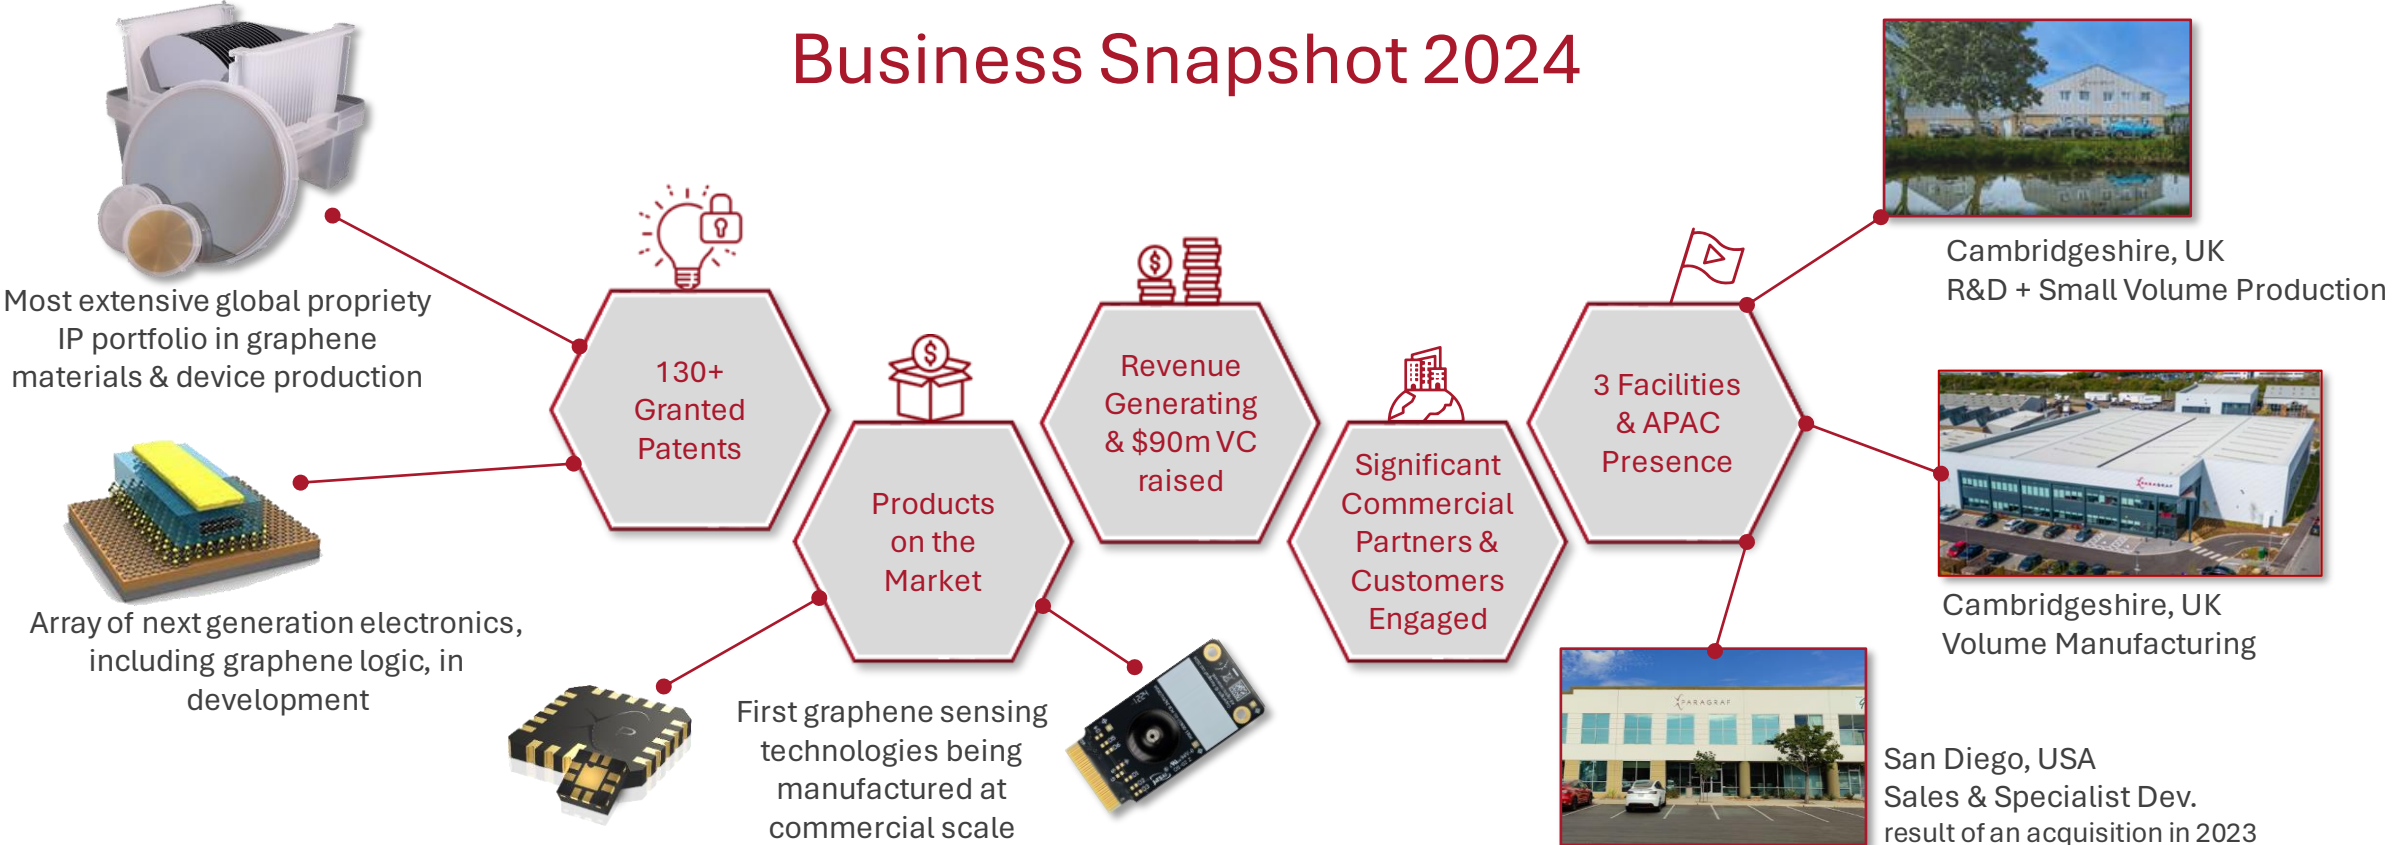 Business Snapshot 2024
Most extensive global propriety
IP portfolio in graphene
materials & device production
Array of next generation electronics,
including graphene logic, in
development
130+
Granted
Patents
Products
on the
Market
First graphene sensing
technologies being
manufactured at
commercial scale
Revenue
Generating
& $90m VC
raised
Significant
Commercial
Partners &
Customers
Engaged
3 Facilities
& APAC
Presence
Cambridgeshire, UK
R&D + Small Volume Production
PARAGRAF
Cambridgeshire, UK
Volume Manufacturing
PARAGRAF
San Diego, USA
Sales & Specialist Dev.
result of an acquisition in 2023